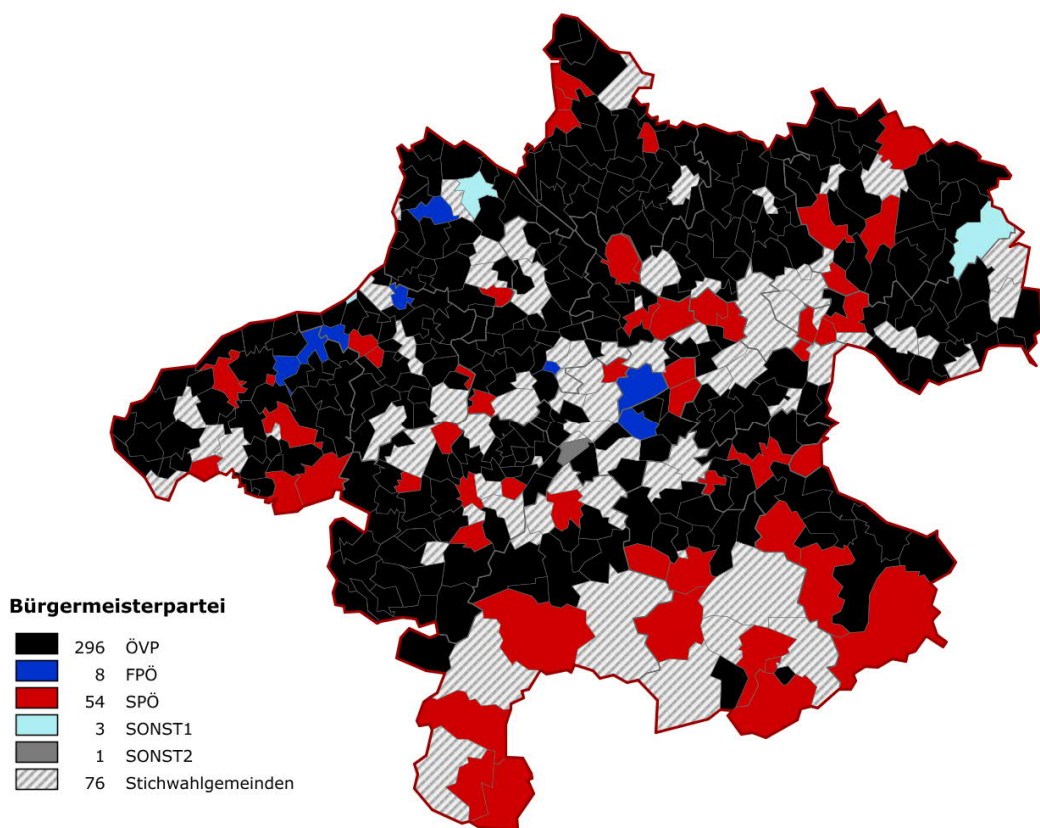 Bürgermeisterpartei
296 ÖVP
8 FPÖ
54 SPÖ
3 SONST1
1 SONST2
76 Stichwahlgemeinden